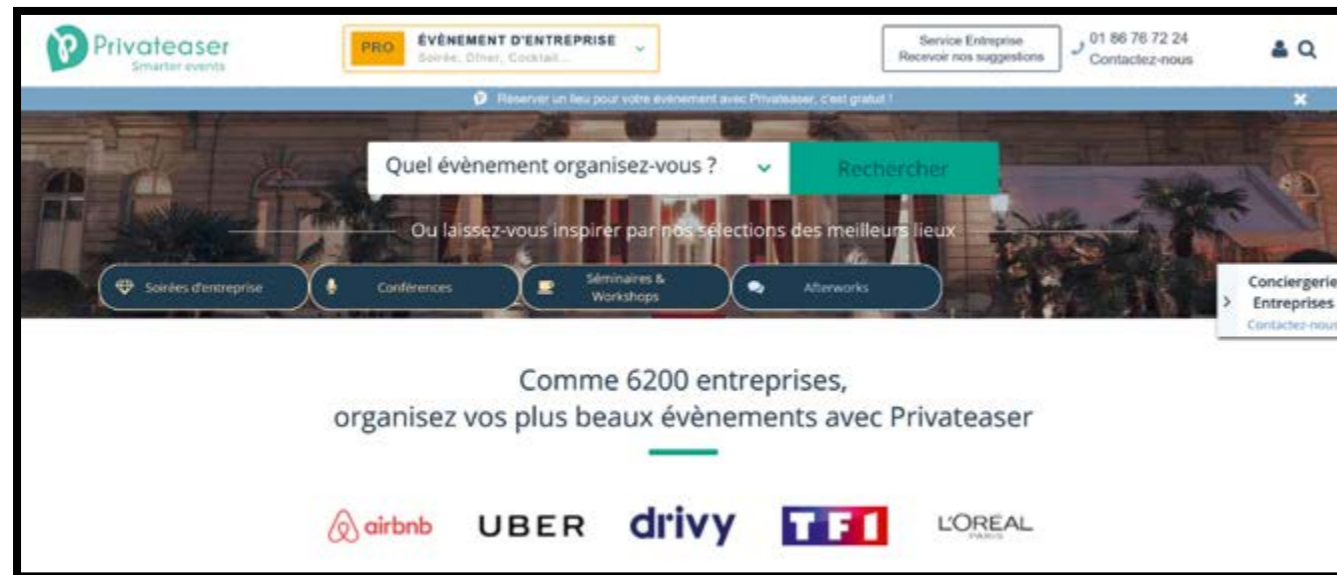 Privateaser
Smarter events
PRO
ÉVÈNEMENT D'ENTREPRISE
Soirée, Dîner, Cocktail...
Service Entreprise
Recevoir nos suggestions
01 86 76 72 24
Contactez-nous
Réserver un lieu pour votre évènement avec Privateaser, c'est gratuit !
Quel évènement organisez-vous ?
Rechercher
Ou laissez-vous inspirer par nos sélections des meilleurs lieux
Soirées d'entreprise
Conférences
Séminaires &
Workshops
Afterworks
Conciergerie
Entreprises
Contactez-nous
Comme 6200 entreprises,
organisez vos plus beaux évènements avec Privateaser
airbnb
UBER
drivy
TF1
L'ORÉAL
PARIS